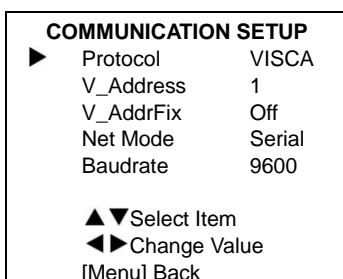 COMMUNICATION SETUP
▶ Protocol VISCA
V_Address 1
V_AddrFix Off
Net Mode Serial
Baudrate 9600
▲▼Select Item
◀▶Change Value
[Menu] Back